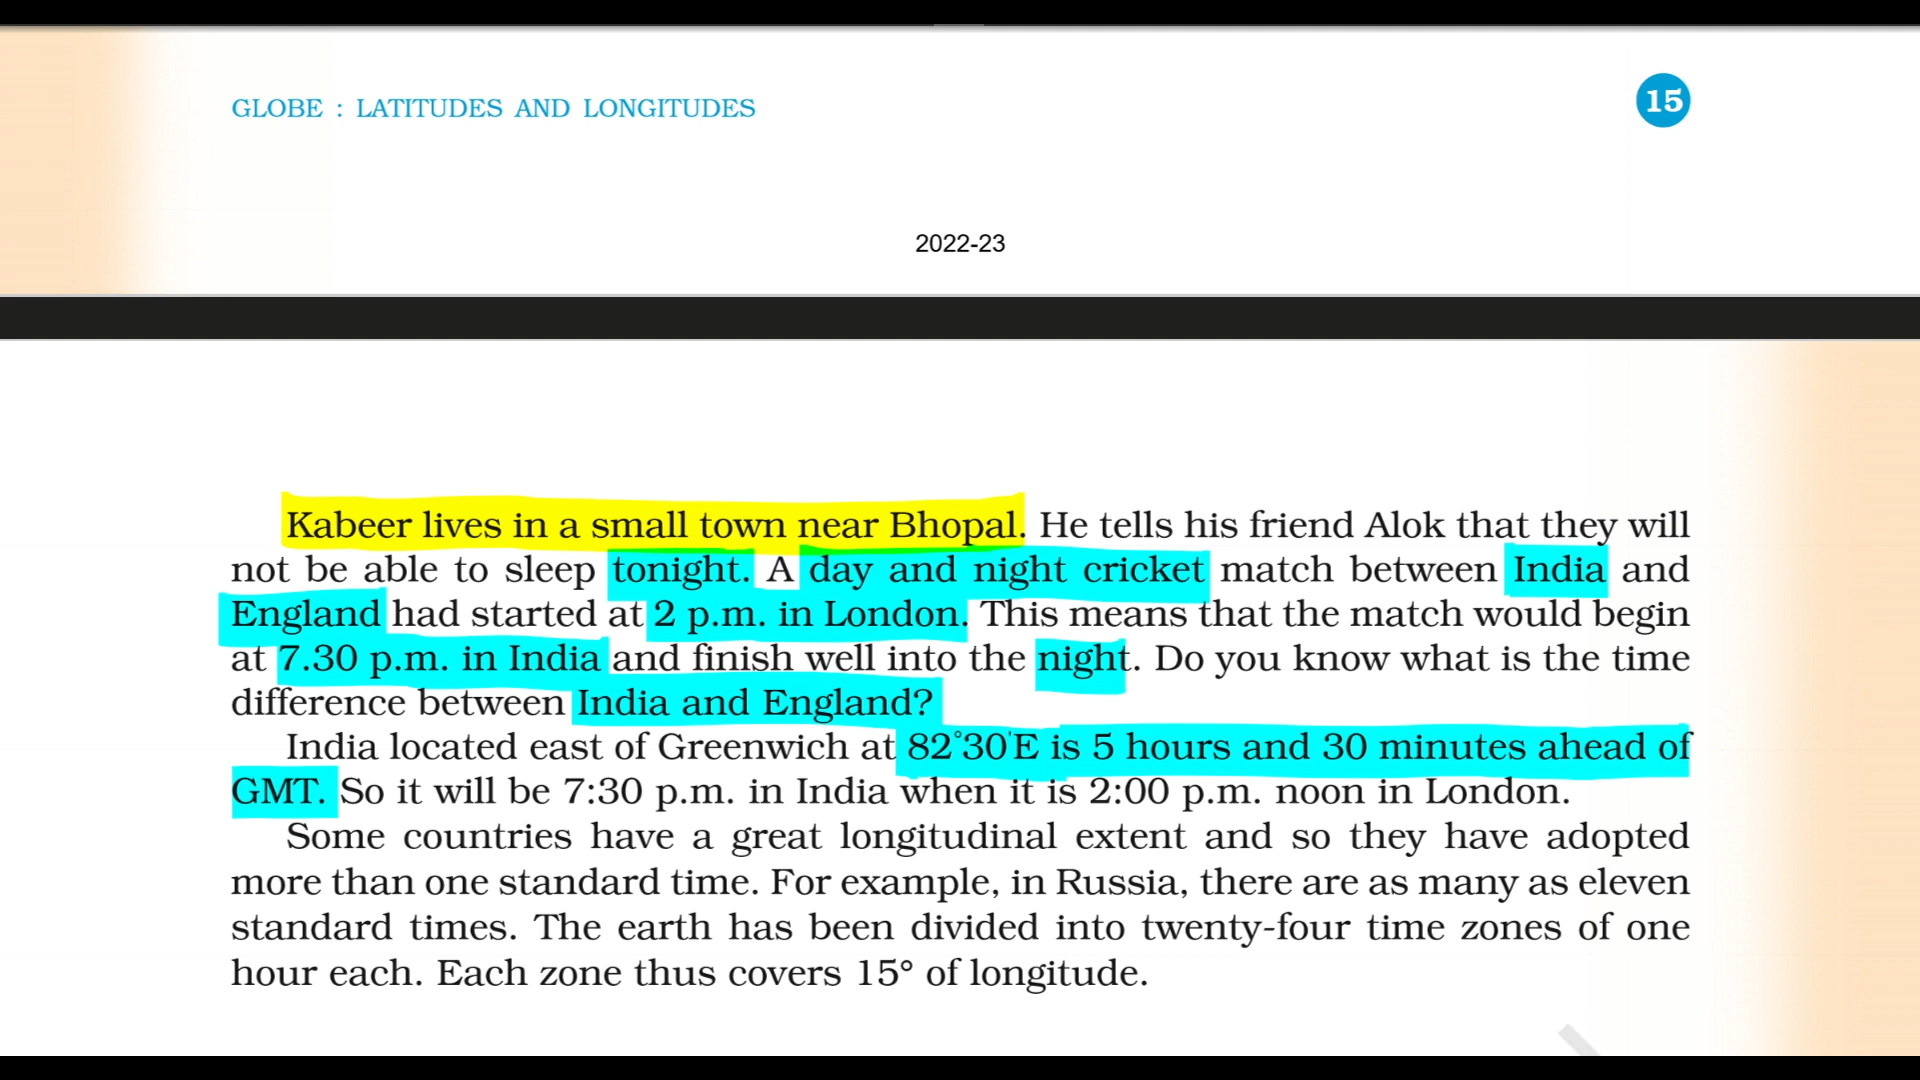 GLOBE : LATITUDES AND LONGITUDES
15
2022-23
Kabeer lives in a small town near Bhopal. He tells his friend Alok that they will
not be able to sleep tonight. A day and night cricket match between India and
England had started at 2 p.m. in London. This means that the match would begin
at 7.30 p.m. in India and finish well into the night. Do you know what is the time
difference between India and England?
India located east of Greenwich at 82°30'E is 5 hours and 30 minutes ahead of
GMT. So it will be 7:30 p.m. in India when it is 2:00 p.m. noon in London.
Some countries have a great longitudinal extent and so they have adopted
more than one standard time. For example, in Russia, there are as many as eleven
standard times. The earth has been divided into twenty-four time zones of one
hour each. Each zone thus covers 15° of longitude.